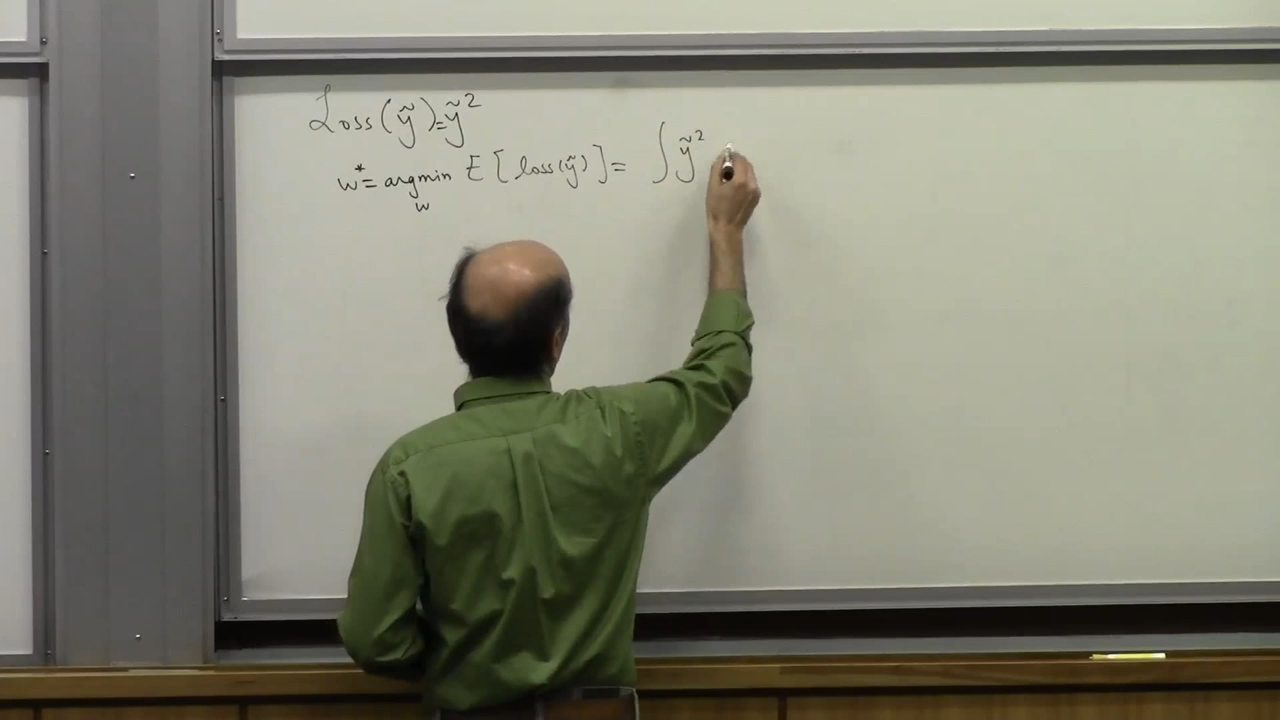 Loss(ỹ)=ỹ²
w*=argmin E[loss(ỹ)]= ∫ỹ²
w